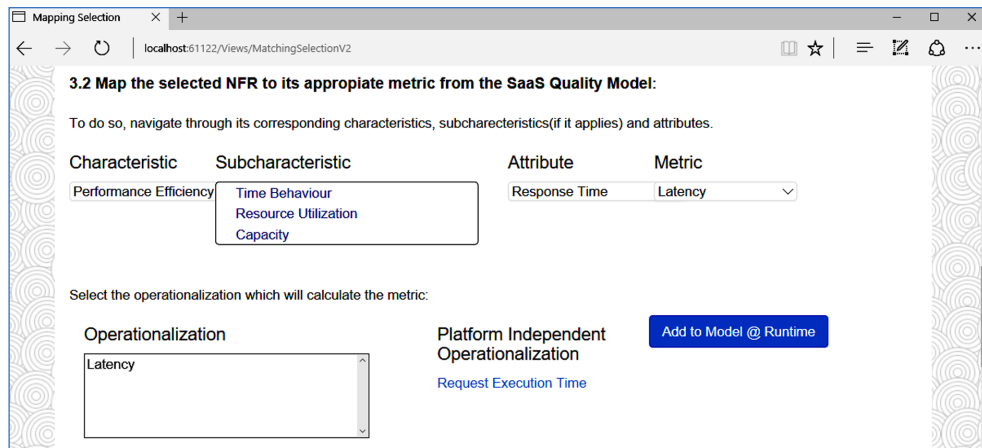 Mapping Selection
localhost:61122/Views/MatchingSelectionV2
3.2 Map the selected NFR to its appropiate metric from the SaaS Quality Model:
To do so, navigate through its corresponding characteristics, subcharecteristics(if it applies) and attributes.
Characteristic Subcharacteristic Attribute Metric
Performance Efficiency Time Behaviour Response Time Latency
Resource Utilization
Capacity
Select the operationalization which will calculate the metric:
Operationalization
Latency
Platform Independent
Operationalization
Request Execution Time
Add to Model @ Runtime